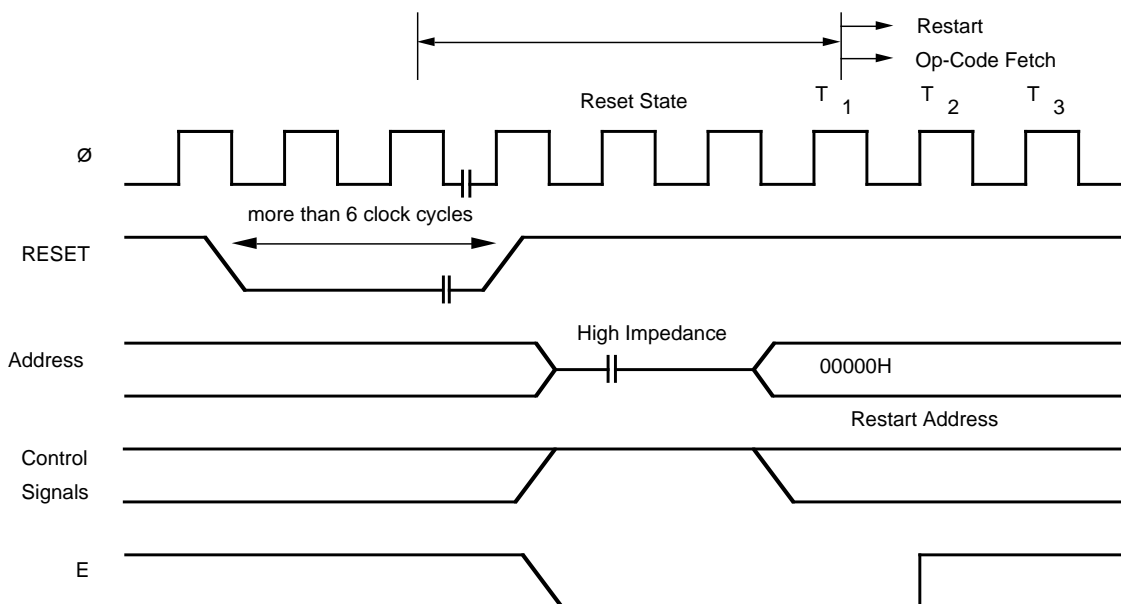 Restart
Op-Code Fetch
Reset State
T 1
T 2
T 3
Ø
more than 6 clock cycles
RESET
High Impedance
Address
00000H
Restart Address
Control
Signals
E